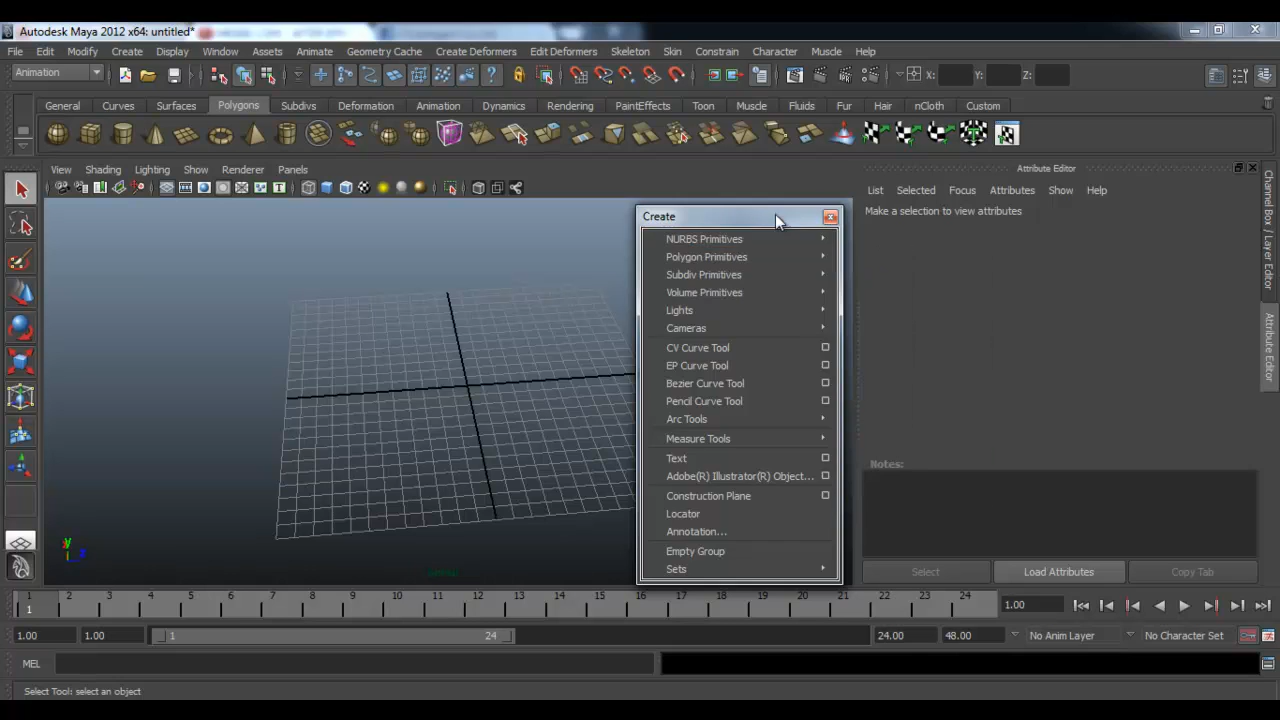 Autodesk Maya 2012 x64: untitled*
File Edit Modify Create Display Window Assets Animate Geometry Cache Create Deformers Edit Deformers Skeleton Skin Constrain Character Muscle Help
Animation X: Y: Z:
General Curves Surfaces Polygons Subdivs Deformation Animation Dynamics Rendering PaintEffects Toon Muscle Fluids Fur Hair nCloth Custom
View Shading Lighting Show Renderer Panels
Attribute Editor
List Selected Focus Attributes Show Help
Make a selection to view attributes
Channel Box / Layer Editor
Attribute Editor
Create
NURBS Primitives
Polygon Primitives
Subdiv Primitives
Volume Primitives
Lights
Cameras
CV Curve Tool
EP Curve Tool
Bezier Curve Tool
Pencil Curve Tool
Arc Tools
Measure Tools
Text
Adobe(R) Illustrator(R) Object...
Construction Plane
Locator
Annotation...
Empty Group
Sets
Notes:
Select Load Attributes Copy Tab
y
z
1 2 3 4 5 6 7 8 9 10 11 12 13 14 15 16 17 18 19 20 21 22 23 24
1 1.00
1.00 1.00 1 24 24.00 48.00 No Anim Layer No Character Set
MEL
Select Tool: select an object